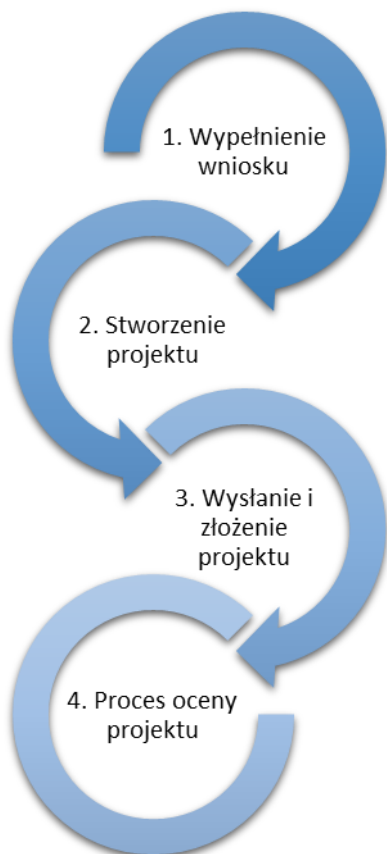 1. Wypełnienie
wniosku
2. Stworzenie
projektu
3. Wysłanie i
złożenie
projektu
4. Proces oceny
projektu